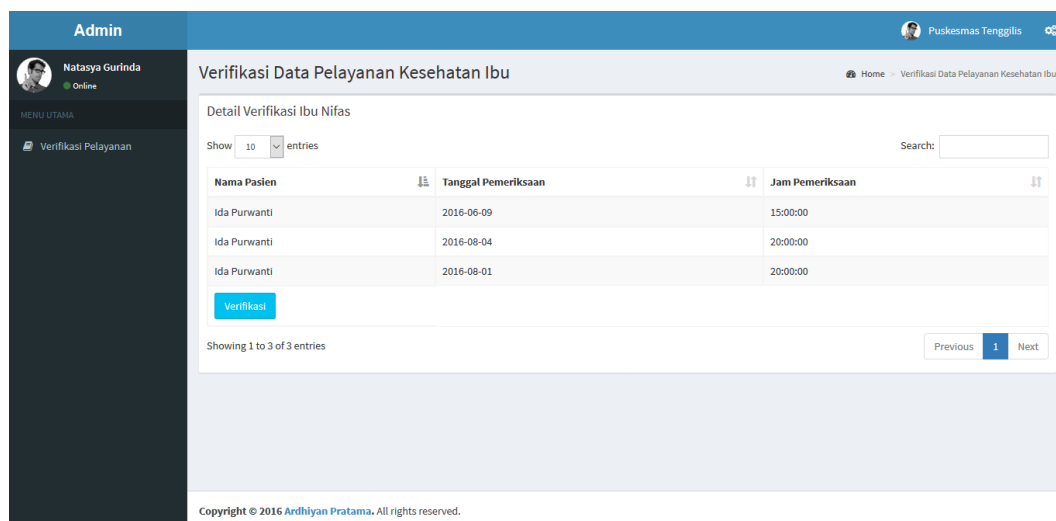 Admin
Puskesmas Tenggilis
Natasya Gurinda
Online
Verifikasi Data Pelayanan Kesehatan Ibu
Home > Verifikasi Data Pelayanan Kesehatan Ibu
MENU UTAMA
Verifikasi Pelayanan
Detail Verifikasi Ibu Nifas
Show 10 entries
Search:
Nama Pasien Tanggal Pemeriksaan Jam Pemeriksaan
Ida Purwanti 2016-06-09 15:00:00
Ida Purwanti 2016-08-04 20:00:00
Ida Purwanti 2016-08-01 20:00:00
Verifikasi
Showing 1 to 3 of 3 entries
Previous 1 Next
Copyright © 2016 Ardhiyan Pratama. All rights reserved.